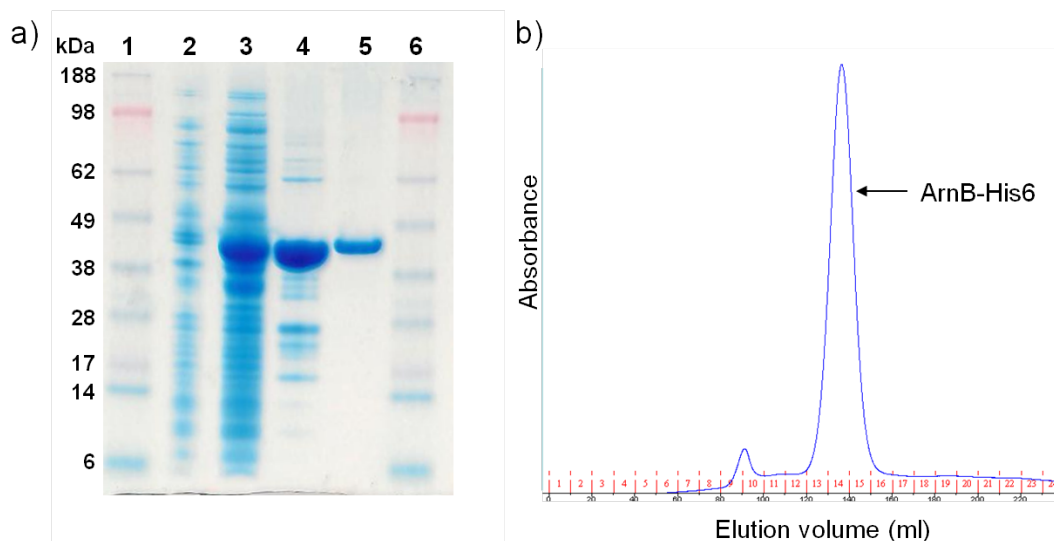 a)
kDa 1 2 3 4 5 6
188
98
62
49
38
28
17
14
6
b)
Absorbance
ArnB-His6
1 2 3 4 5 6 7 8 9 10 11 12 13 14 15 16 17 18 19 20 21 22 23
0 20 40 60 80 100 120 140 160 180 200 220
Elution volume (ml)